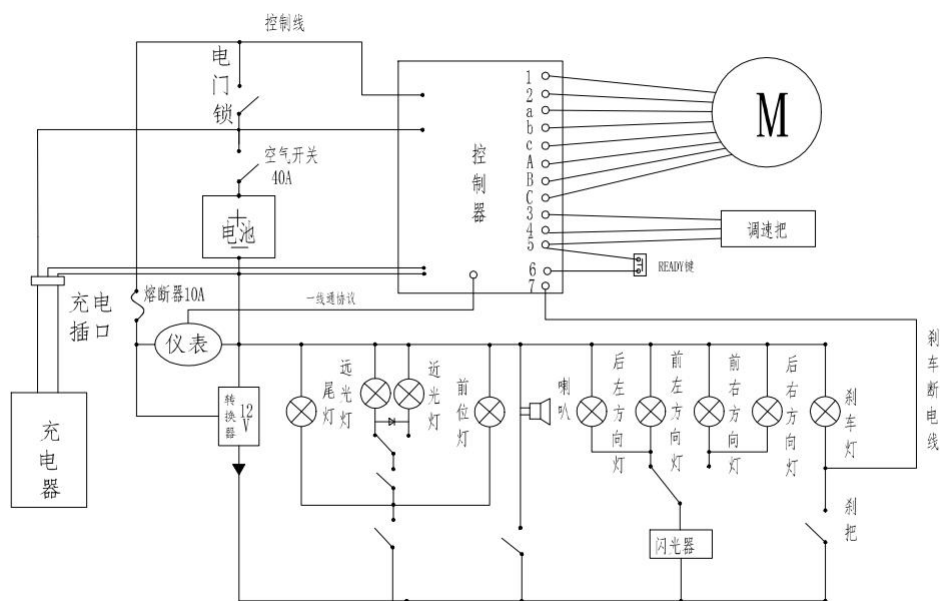 控制线
电门锁
空气开关
40A
电池
控制器
1
2
a
b
c
A
B
C
3
4
5
6
7
M
调速把
READY键
充电插口
熔断器10A
一线通协议
仪表
转换器
12V
充电器
尾灯
远光灯
近光灯
前位灯
喇叭
后左方向灯
前左方向灯
前右方向灯
后右方向灯
刹车灯
刹车断电线
闪光器
刹把